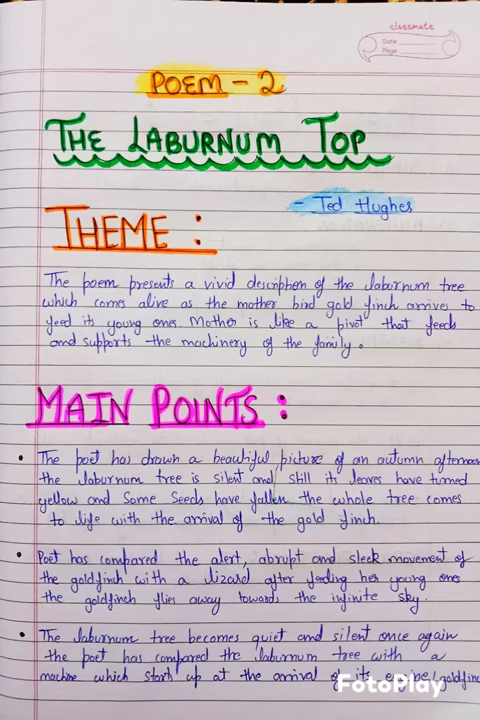 classmate
Date
Page
POEM - 2
THE LABURNUM TOP
- Ted Hughes
THEME :
The poem presents a vivid description of the laburnum tree
which comes alive as the mother bird gold finch arrives to
feed its young ones. Mother is like a pivot that feeds
and supports the machinery of the family.
MAIN POINTS :
• The poet has drawn a beautiful picture of an autumn afternoon
the laburnum tree is silent and still its leaves have turned
yellow and some seeds have fallen the whole tree comes
to life with the arrival of the gold finch.
• Poet has compared the alert, abrupt and sleek movement of
the goldfinch with a lizard after feeding her young ones
the goldfinch flies away towards the infinite sky.
• The laburnum tree becomes quiet and silent once again
the poet has compared the laburnum tree with a
machine which start up at the arrival of its engine/goldfinc
FotoPlay